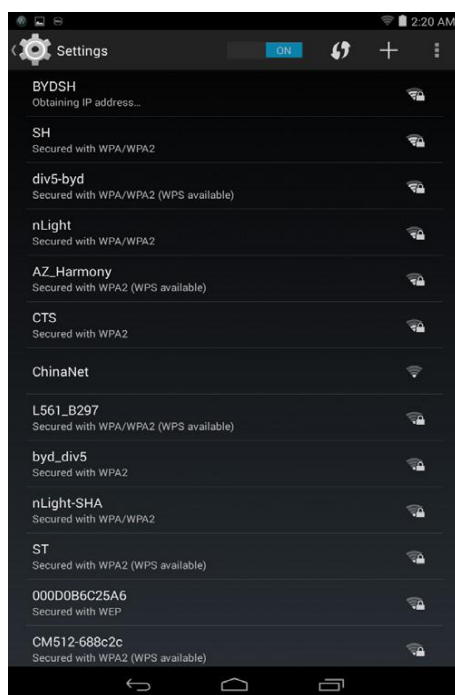 2:20 AM
Settings
ON
BYDSH
Obtaining IP address...
SH
Secured with WPA/WPA2
div5-byd
Secured with WPA/WPA2 (WPS available)
nLight
Secured with WPA/WPA2
AZ_Harmony
Secured with WPA2 (WPS available)
CTS
Secured with WPA2
ChinaNet
L561_B297
Secured with WPA/WPA2 (WPS available)
byd_div5
Secured with WPA2
nLight-SHA
Secured with WPA/WPA2
ST
Secured with WPA2 (WPS available)
000D0B6C25A6
Secured with WEP
CM512-688c2c
Secured with WPA2 (WPS available)